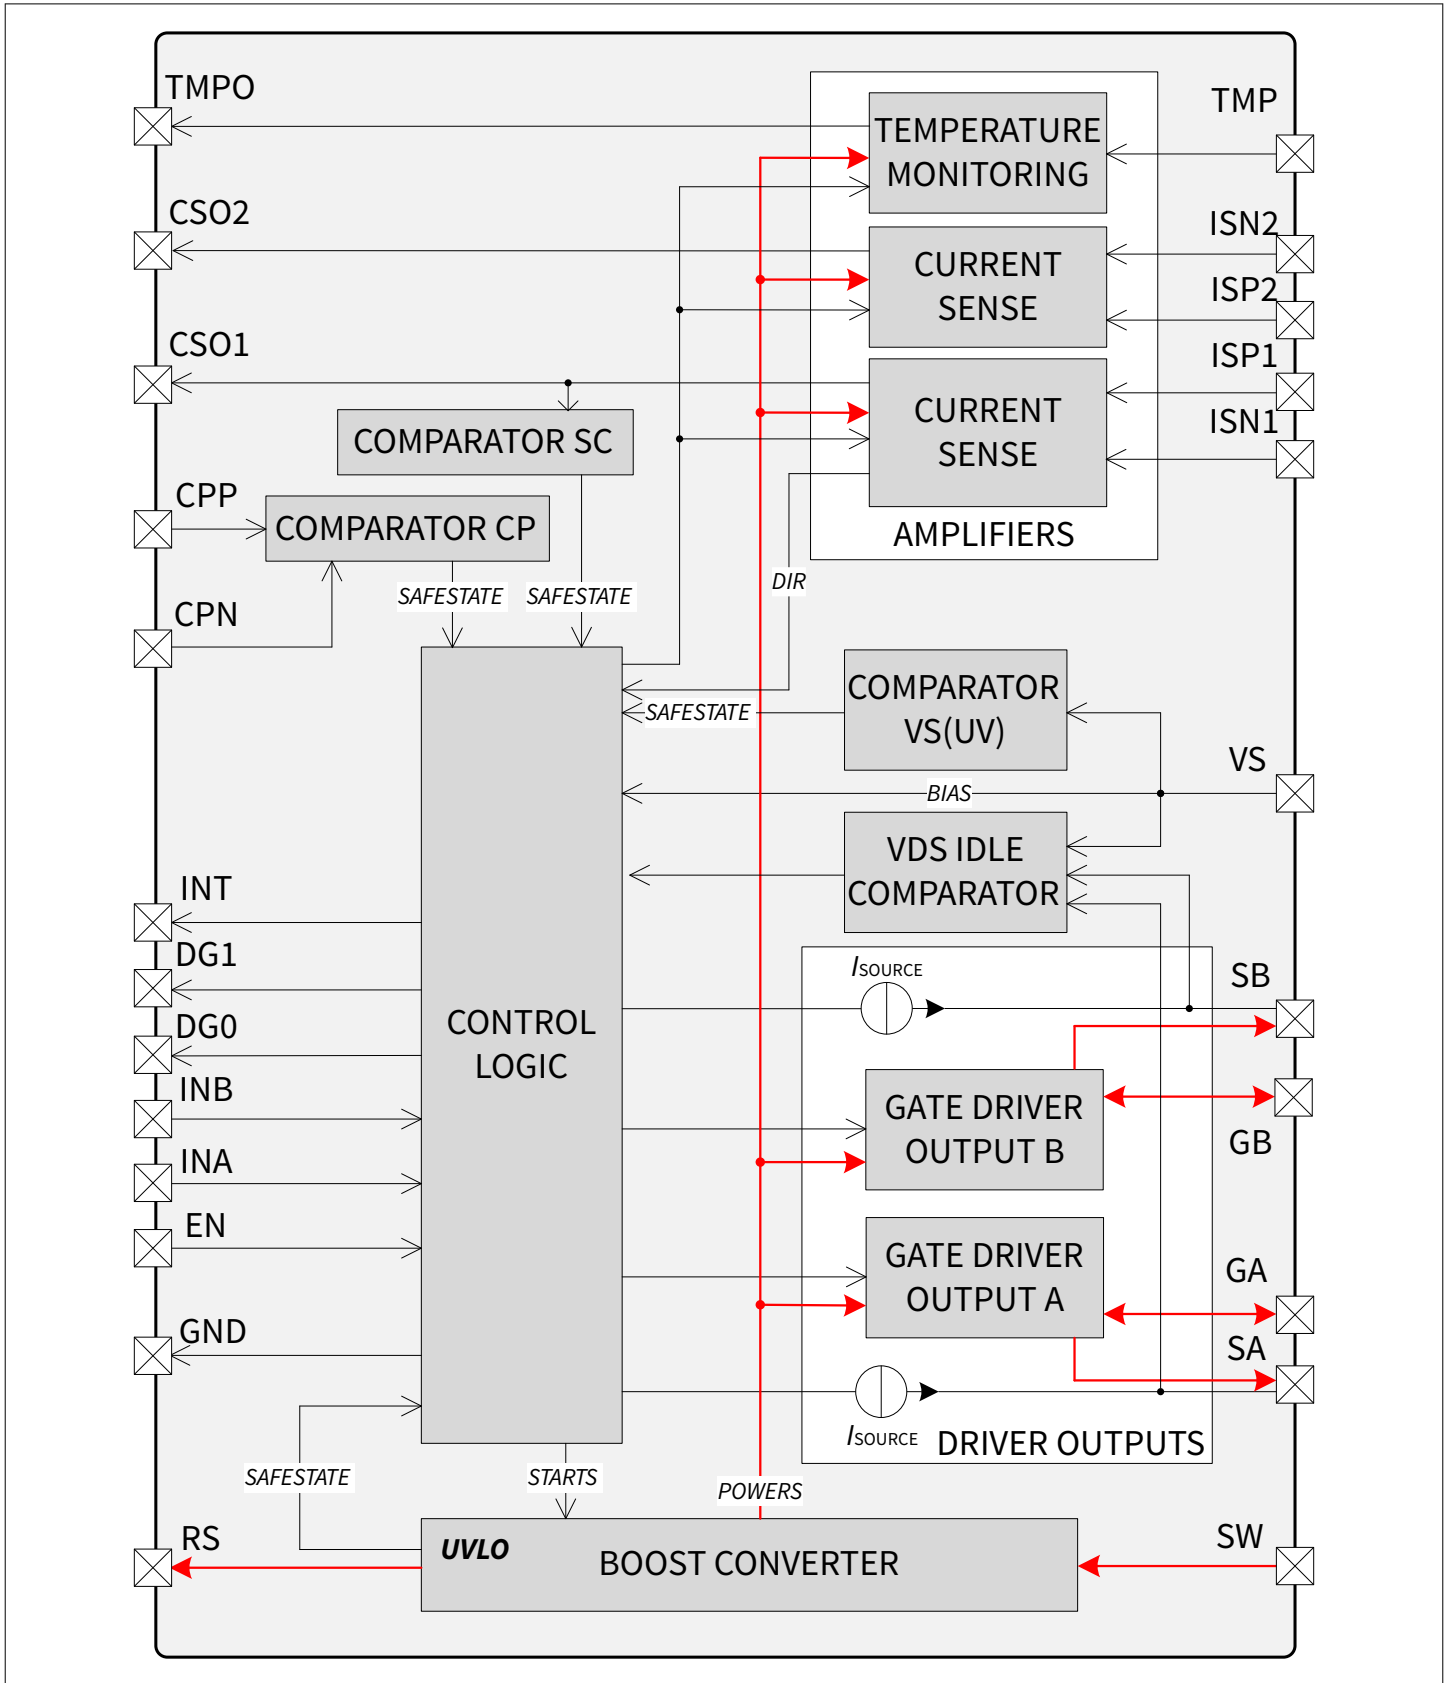 TMPO
TMP
TEMPERATURE
MONITORING
CSO2
ISN2
CURRENT
SENSE
ISP2
CSO1
ISP1
CURRENT
SENSE
ISN1
COMPARATOR SC
CPP
COMPARATOR CP
AMPLIFIERS
DIR
SAFESTATE
SAFESTATE
CPN
COMPARATOR
VS(UV)
SAFESTATE
VS
BIAS
VDS IDLE
COMPARATOR
INT
DG1
DG0
INB
INA
EN
GND
CONTROL
LOGIC
ISOURCE
SB
GATE DRIVER
OUTPUT B
GB
GATE DRIVER
OUTPUT A
GA
SA
ISOURCE
DRIVER OUTPUTS
SAFESTATE
STARTS
POWERS
RS
UVLO
BOOST CONVERTER
SW